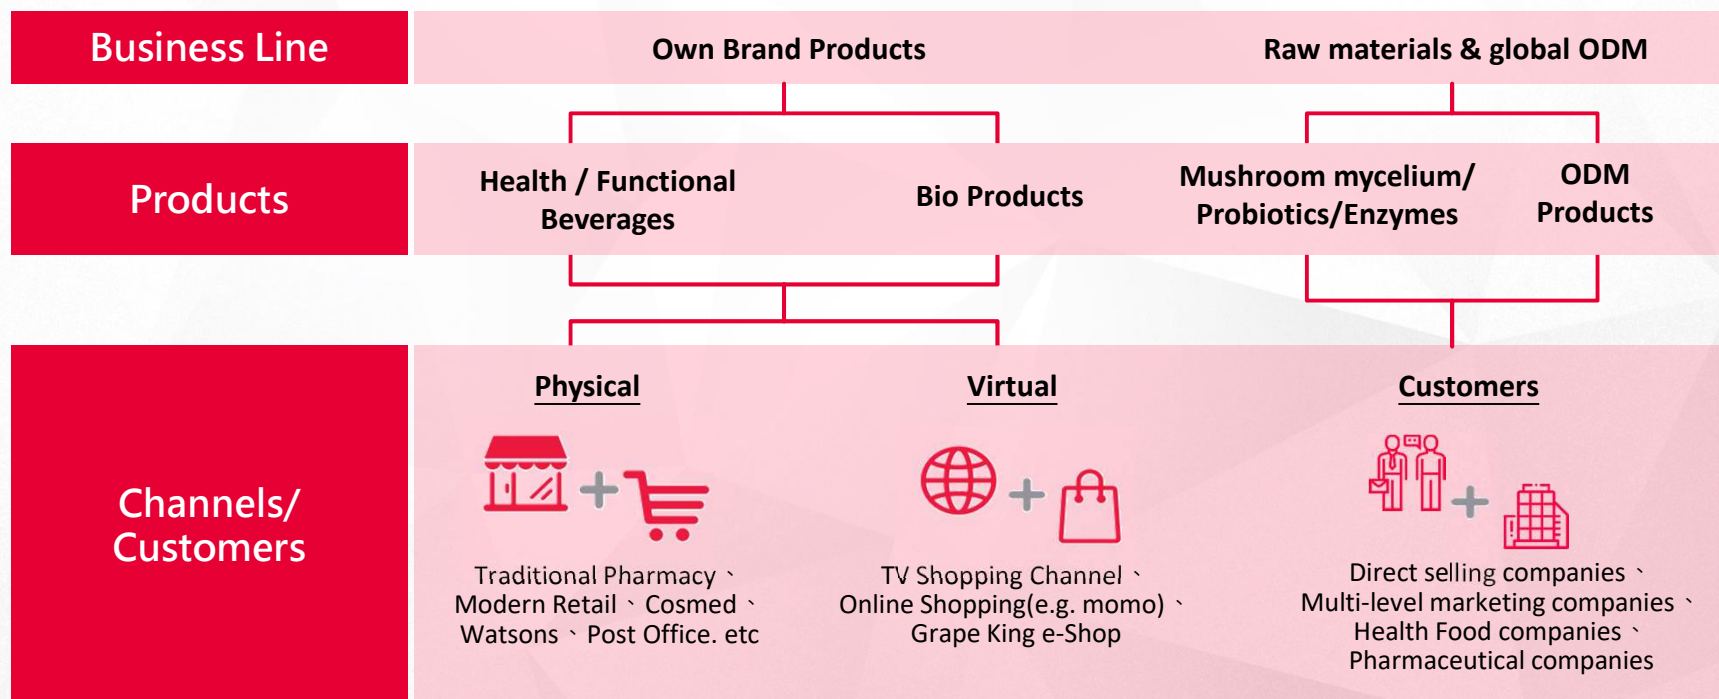 Business Line
Own Brand Products
Raw materials & global ODM
Products
Health / Functional
Beverages
Bio Products
Mushroom mycelium/
Probiotics/Enzymes
ODM
Products
Channels/
Customers
Physical
Traditional Pharmacy、
Modern Retail、Cosmed、
Watsons、Post Office. etc
Virtual
TV Shopping Channel、
Online Shopping(e.g. momo)、
Grape King e-Shop
Customers
Direct selling companies、
Multi-level marketing companies、
Health Food companies、
Pharmaceutical companies